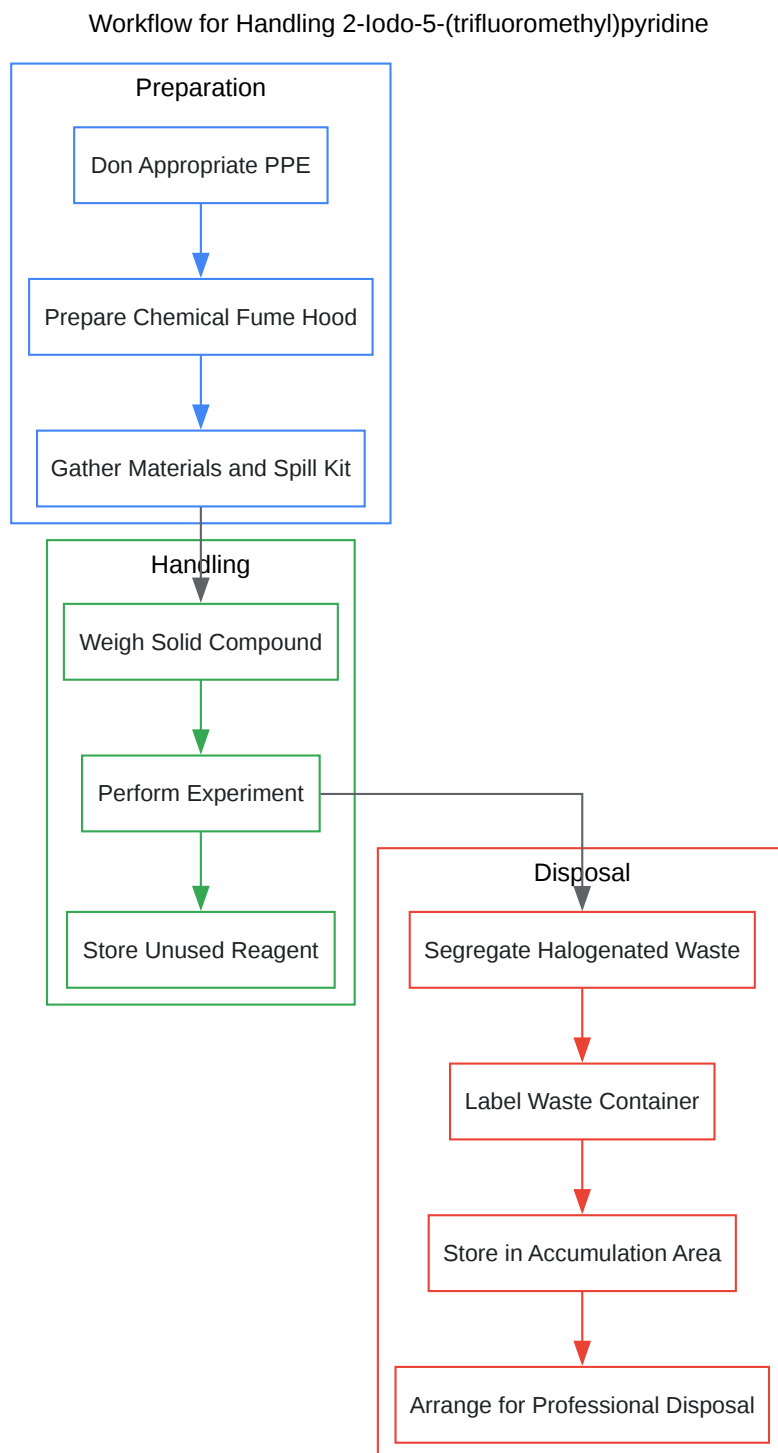 Workflow for Handling 2-Iodo-5-(trifluoromethyl)pyridine
Preparation
Don Appropriate PPE
Prepare Chemical Fume Hood
Gather Materials and Spill Kit
Handling
Weigh Solid Compound
Perform Experiment
Store Unused Reagent
Disposal
Segregate Halogenated Waste
Label Waste Container
Store in Accumulation Area
Arrange for Professional Disposal